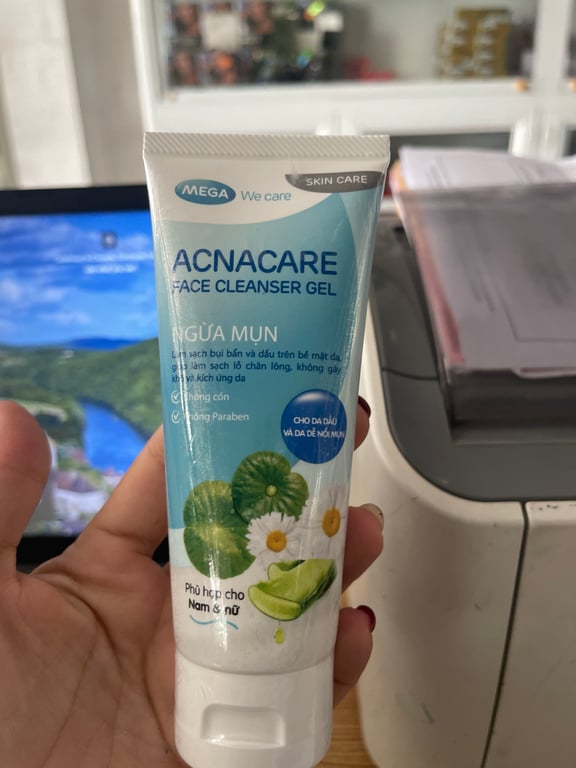 MEGA We care
SKIN CARE
ACNACARE
FACE CLEANSER GEL
NGỪA MỤN
Làm sạch bụi bẩn và dầu trên bề mặt da,
giúp làm sạch lỗ chân lông, không gây
khô và kích ứng da
Không cồn
Không Paraben
CHO DA DẦU
VÀ DA DỄ NỔI MỤN
Phù hợp cho
Nam & nữ